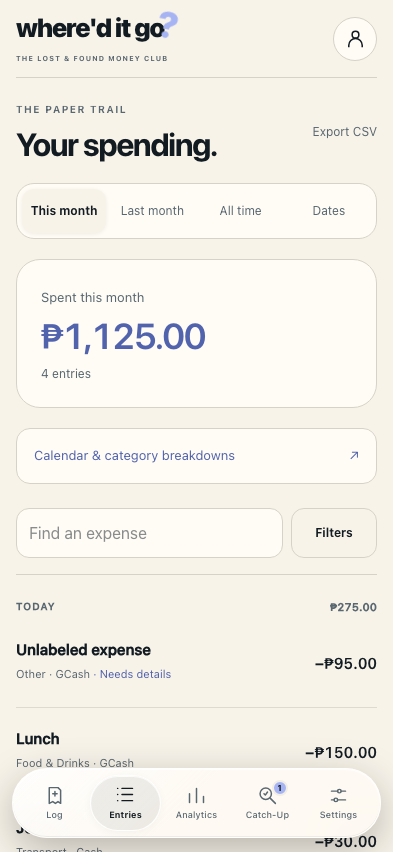 where'd it go?
THE LOST & FOUND MONEY CLUB
THE PAPER TRAIL
Your spending.
Export CSV
This month
Last month
All time
Dates
Spent this month
₱1,125.00
4 entries
Calendar & category breakdowns
Find an expense
Filters
TODAY
₱275.00
Unlabeled expense
Other · GCash · Needs details
−₱95.00
Lunch
Food & Drinks · GCash
−₱150.00
−₱30.00
Transport · Cash
Log
Entries
Analytics
1
Catch-Up
Settings